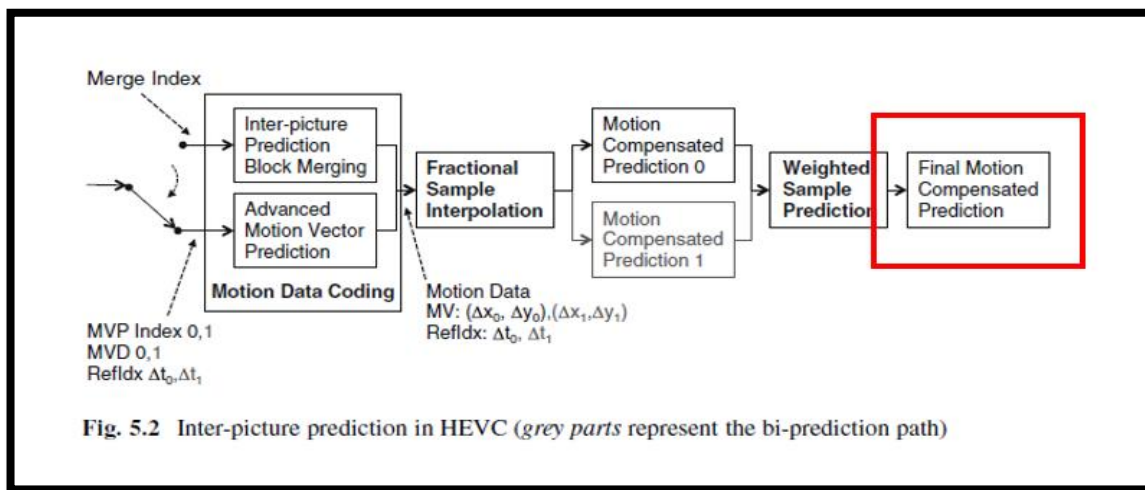 Merge Index
Inter-picture
Prediction
Block Merging
Advanced
Motion Vector
Prediction
Motion Data Coding
MVP Index 0,1
MVD 0,1
RefIdx Δt₀,Δt₁
Fractional
Sample
Interpolation
Motion Data
MV: (Δx₀, Δy₀),(Δx₁,Δy₁)
RefIdx: Δt₀, Δt₁
Motion
Compensated
Prediction 0
Motion
Compensated
Prediction 1
Weighted
Sample
Prediction
Final Motion
Compensated
Prediction
Fig. 5.2 Inter-picture prediction in HEVC (grey parts represent the bi-prediction path)